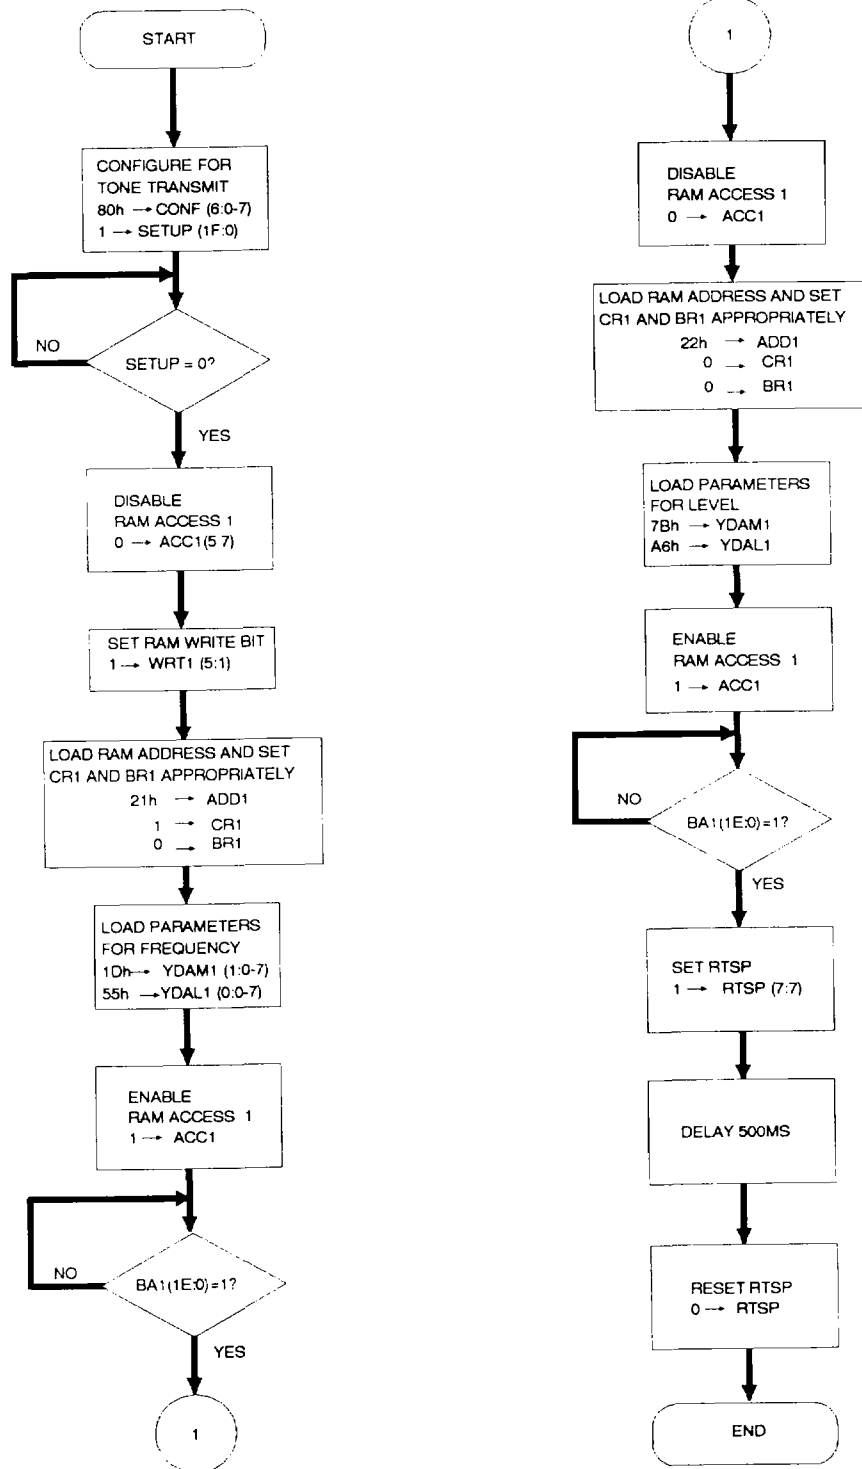 START
CONFIGURE FOR
TONE TRANSMIT
80h → CONF (6:0-7)
1 → SETUP (1F:0)
NO
SETUP = 0?
YES
DISABLE
RAM ACCESS 1
0 → ACC1(5 7)
SET RAM WRITE BIT
1 → WRT1 (5:1)
LOAD RAM ADDRESS AND SET
CR1 AND BR1 APPROPRIATELY
21h → ADD1
1 → CR1
0 → BR1
LOAD PARAMETERS
FOR FREQUENCY
1Dh → YDAM1 (1:0-7)
55h → YDAL1 (0:0-7)
ENABLE
RAM ACCESS 1
1 → ACC1
NO
BA1(1E:0)=1?
YES
1
1
DISABLE
RAM ACCESS 1
0 → ACC1
LOAD RAM ADDRESS AND SET
CR1 AND BR1 APPROPRIATELY
22h → ADD1
0 → CR1
0 → BR1
LOAD PARAMETERS
FOR LEVEL
7Bh → YDAM1
A6h → YDAL1
ENABLE
RAM ACCESS 1
1 → ACC1
NO
BA1(1E:0)=1?
YES
SET RTSP
1 → RTSP (7:7)
DELAY 500MS
RESET RTSP
0 → RTSP
END